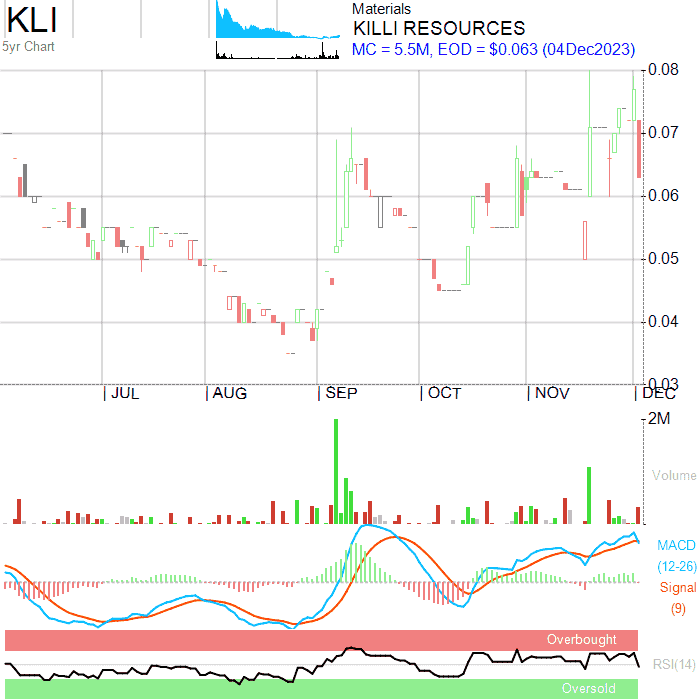 KLI
5yr Chart
Materials
KILLI RESOURCES
MC = 5.5M, EOD = $0.063 (04Dec2023)
0.08
0.07
0.06
0.05
0.04
0.03
JUL AUG SEP OCT NOV DEC
2M
Volume
MACD
(12-26)
Signal
(9)
Overbought
RSI(14)
Oversold